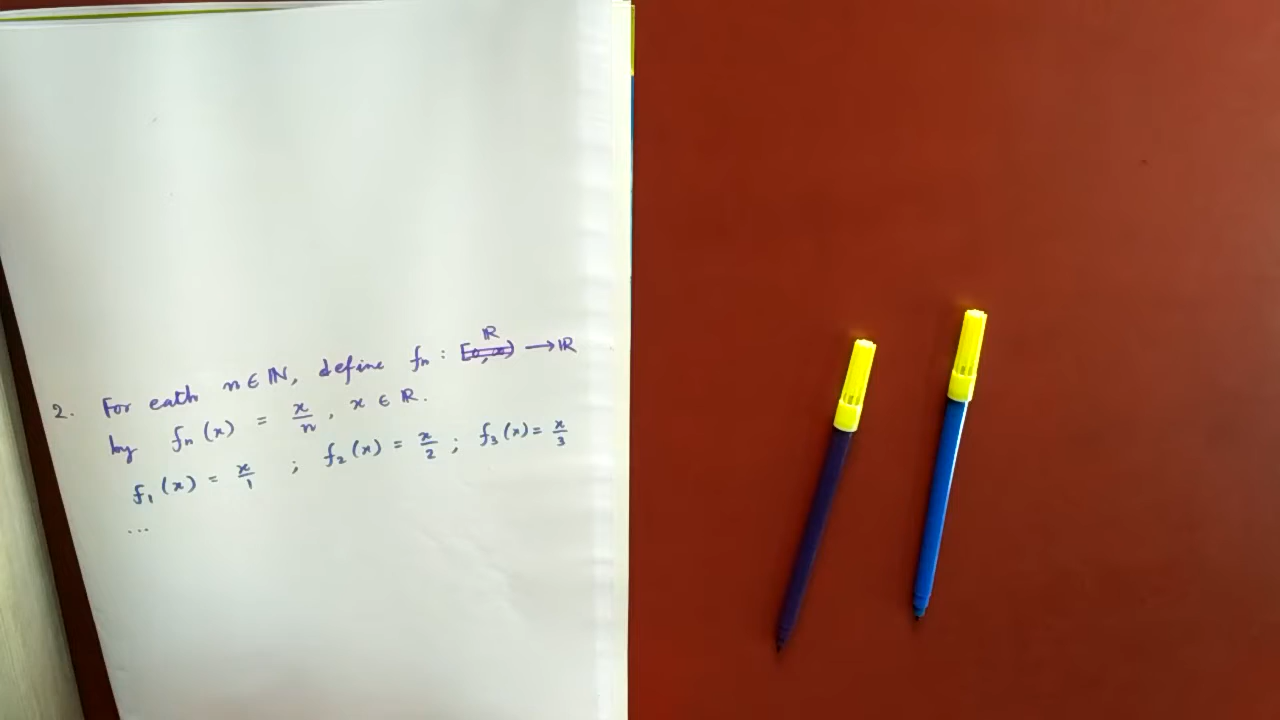 2. For each n ∈ ℕ, define fₙ : ℝ → ℝ
by fₙ(x) = x/n, x ∈ ℝ.
f₁(x) = x/1 ; f₂(x) = x/2 ; f₃(x) = x/3
...